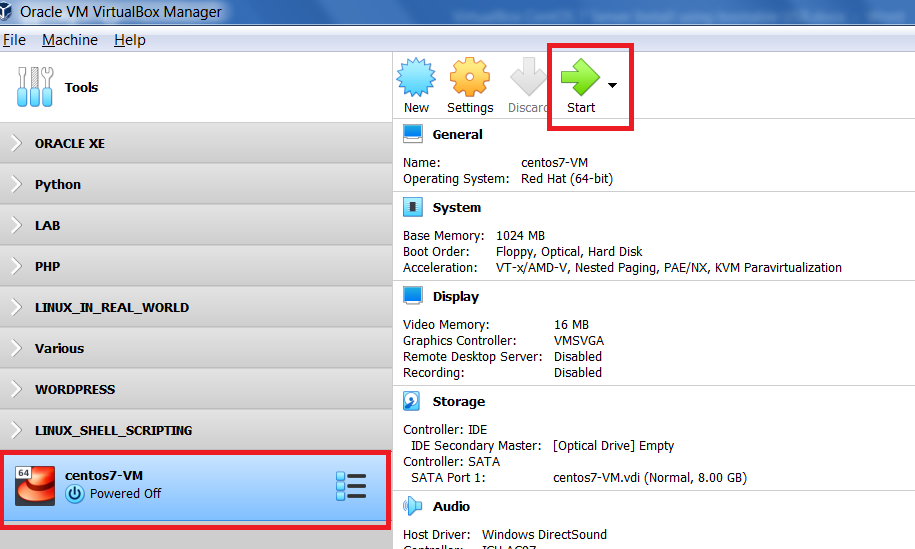 Oracle VM VirtualBox Manager
File Machine Help
Tools
ORACLE XE
Python
LAB
PHP
LINUX_IN_REAL_WORLD
Various
WORDPRESS
LINUX_SHELL_SCRIPTING
64
centos7-VM
Powered Off
New Settings Discard Start
General
Name: centos7-VM
Operating System: Red Hat (64-bit)
System
Base Memory: 1024 MB
Boot Order: Floppy, Optical, Hard Disk
Acceleration: VT-x/AMD-V, Nested Paging, PAE/NX, KVM Paravirtualization
Display
Video Memory: 16 MB
Graphics Controller: VMSVGA
Remote Desktop Server: Disabled
Recording: Disabled
Storage
Controller: IDE
IDE Secondary Master: [Optical Drive] Empty
Controller: SATA
SATA Port 1: centos7-VM.vdi (Normal, 8.00 GB)
Audio
Host Driver: Windows DirectSound